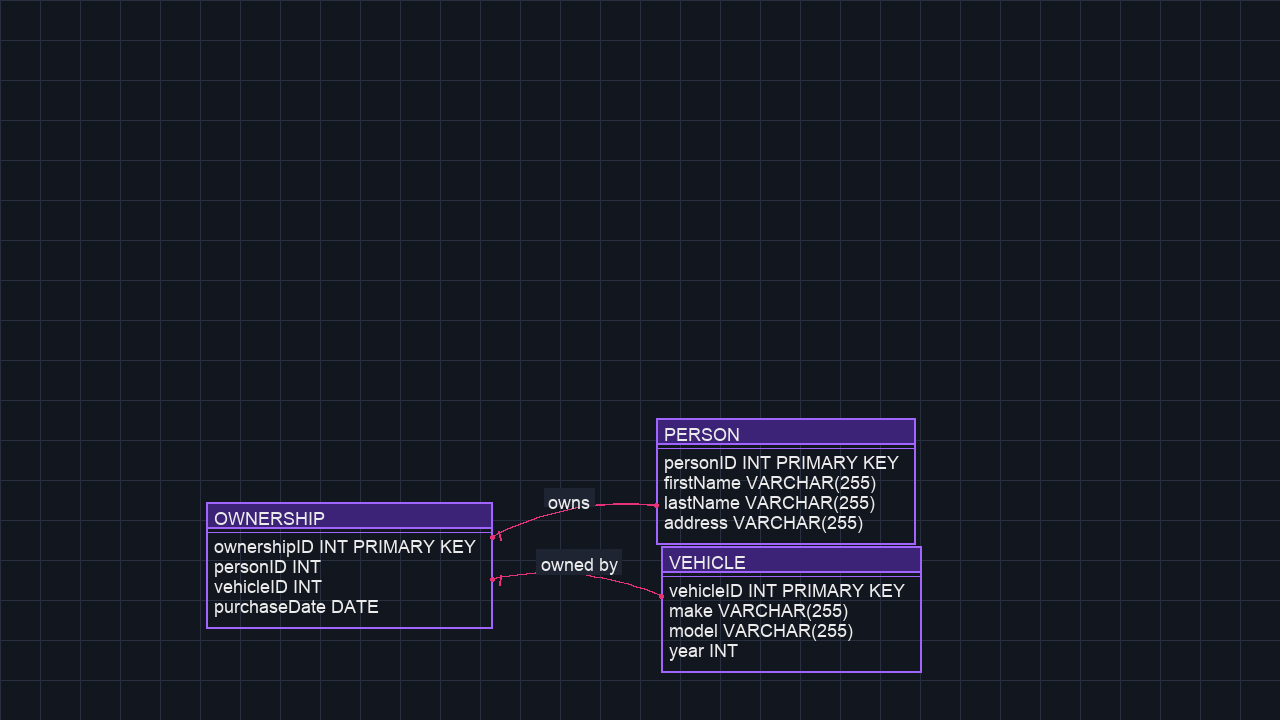 PERSON
personID INT PRIMARY KEY
firstName VARCHAR(255)
lastName VARCHAR(255)
address VARCHAR(255)
owns
OWNERSHIP
ownershipID INT PRIMARY KEY
personID INT
vehicleID INT
purchaseDate DATE
owned by
VEHICLE
vehicleID INT PRIMARY KEY
make VARCHAR(255)
model VARCHAR(255)
year INT